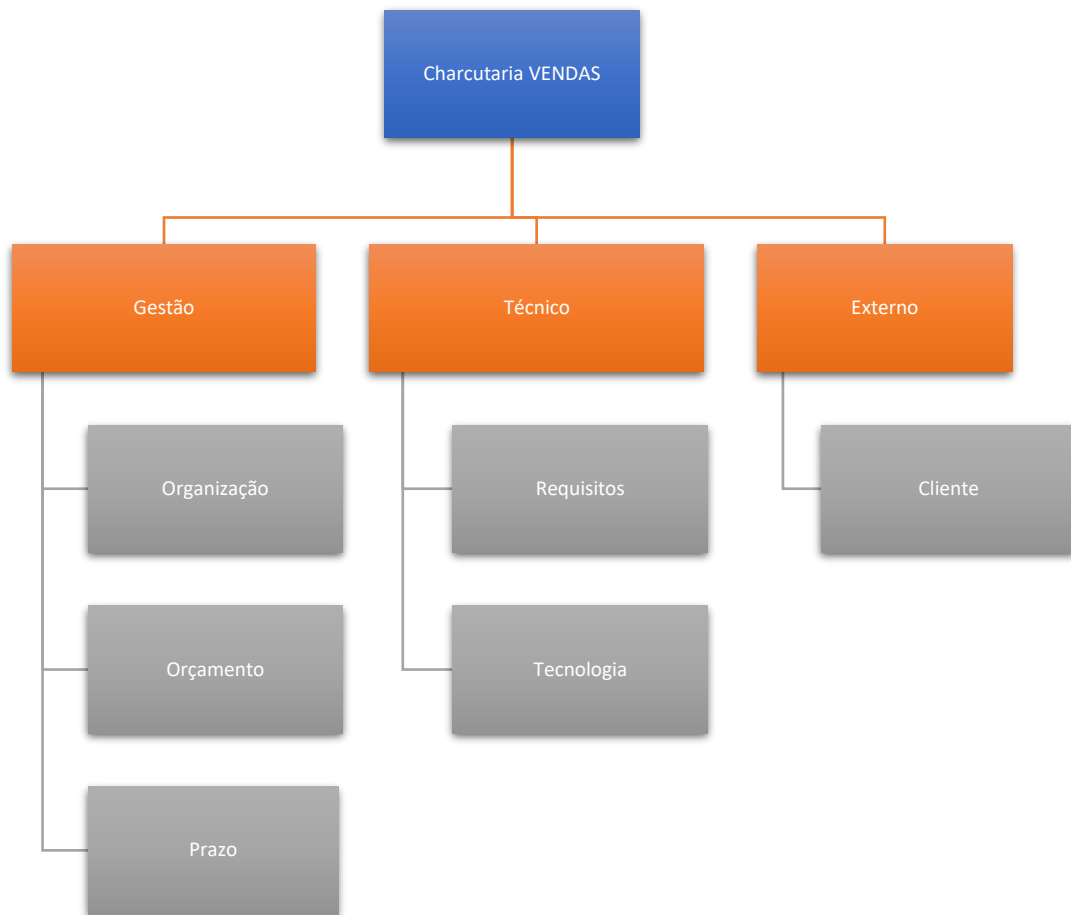 Charcutaria VENDAS
Gestão
Técnico
Externo
Organização
Requisitos
Cliente
Orçamento
Tecnologia
Prazo